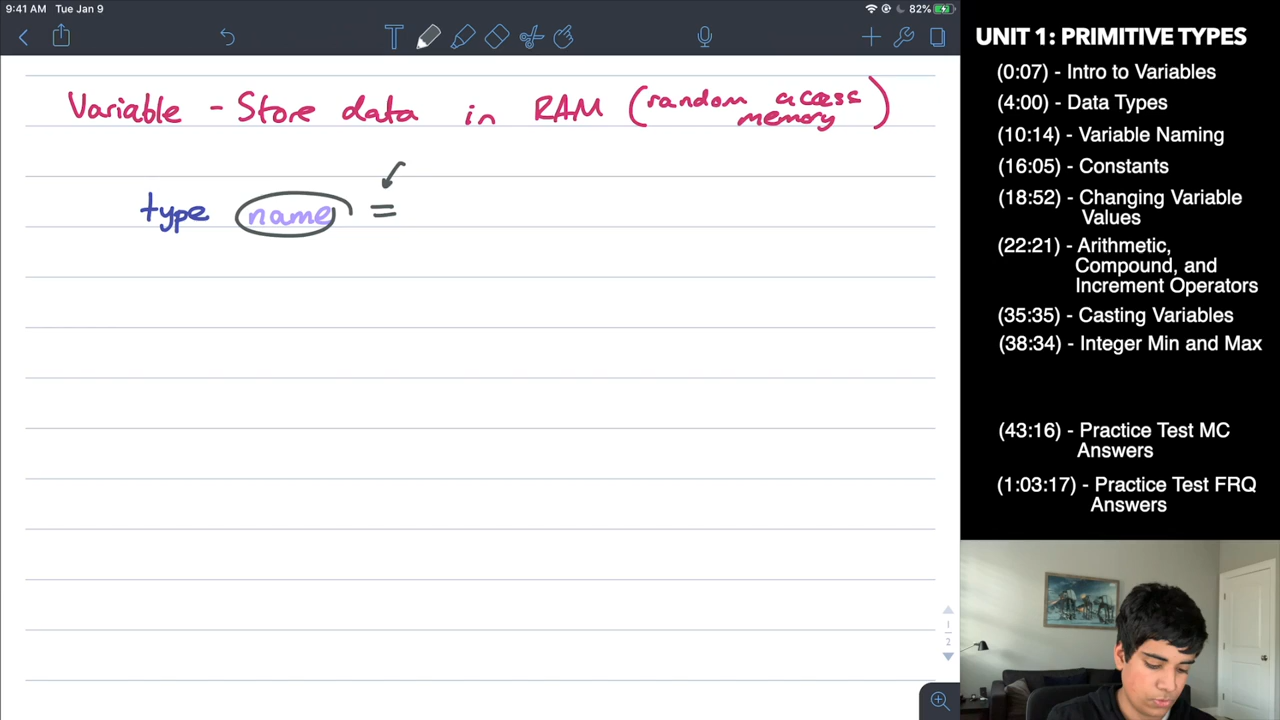 9:41 AM Tue Jan 9
82%
T
Variable - Store data in RAM (random access
memory)
type name =
1
2
UNIT 1: PRIMITIVE TYPES
(0:07) - Intro to Variables
(4:00) - Data Types
(10:14) - Variable Naming
(16:05) - Constants
(18:52) - Changing Variable
Values
(22:21) - Arithmetic,
Compound, and
Increment Operators
(35:35) - Casting Variables
(38:34) - Integer Min and Max
(43:16) - Practice Test MC
Answers
(1:03:17) - Practice Test FRQ
Answers